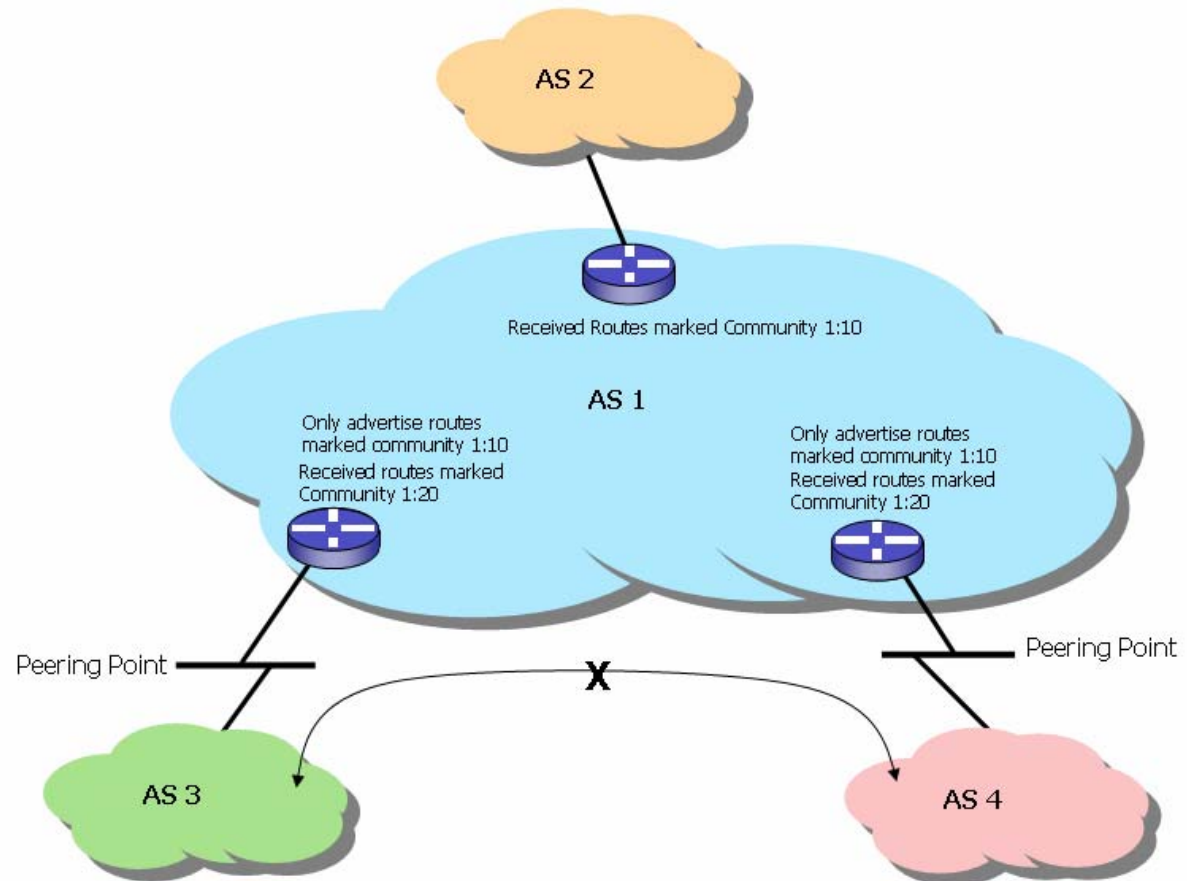 AS 2
Received Routes marked Community 1:10
AS 1
Only advertise routes
marked community 1:10
Received routes marked
Community 1:20
Only advertise routes
marked community 1:10
Received routes marked
Community 1:20
Peering Point
Peering Point
X
AS 3
AS 4